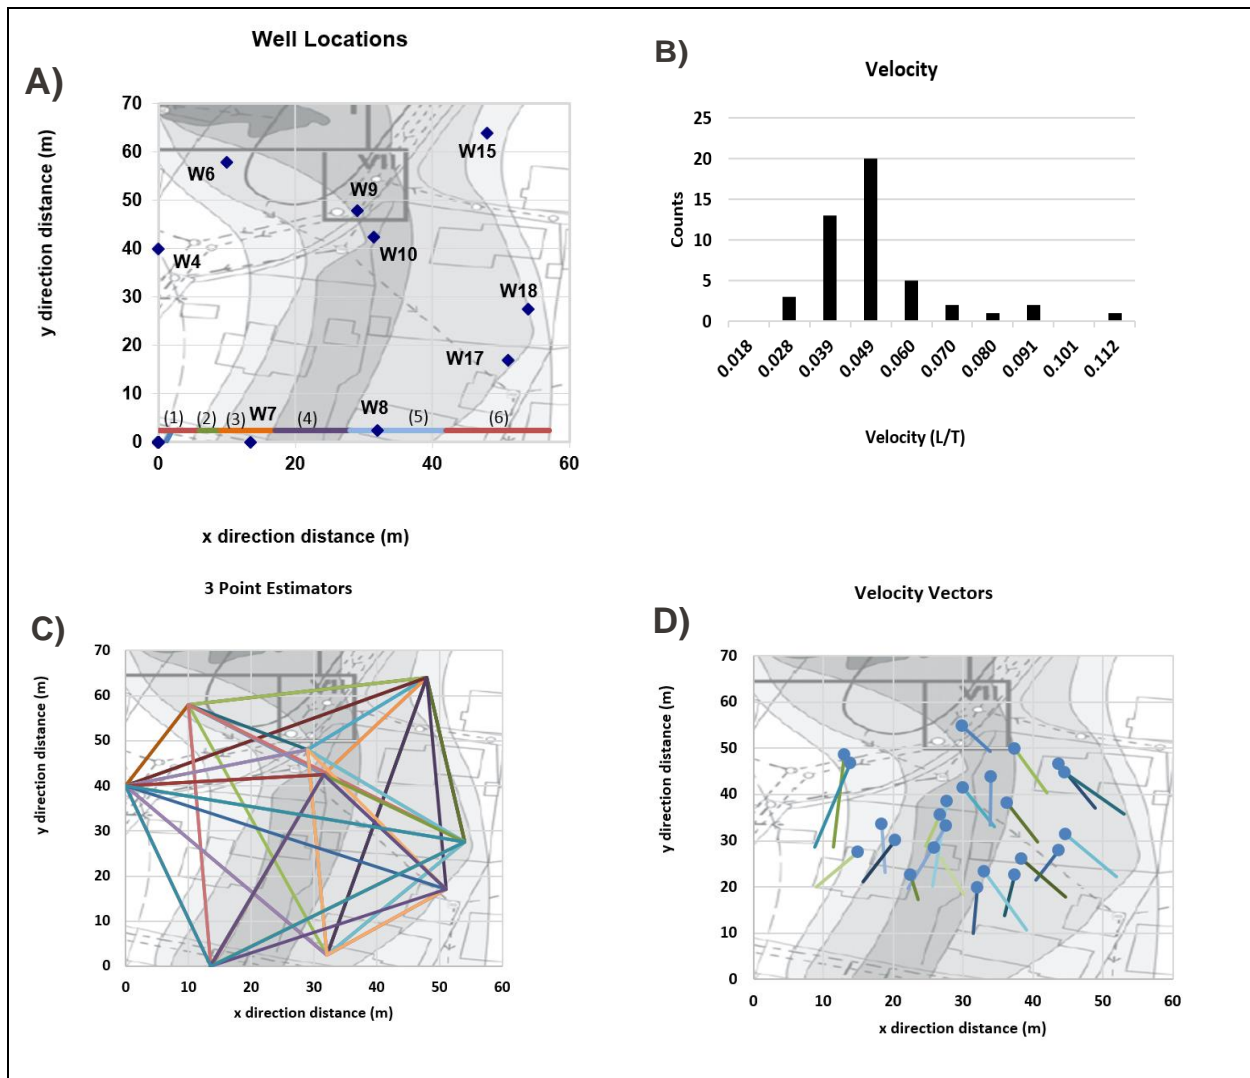 Well Locations
A)
70
60
50
40
30
20
10
0
y direction distance (m)
W6
W15
VII
W9
W4
W10
W18
W17
(1) (2) (3) W7 (4) W8 (5) (6)
0 20 40 60
x direction distance (m)
B)
Velocity
25
20
15
10
5
0
Counts
0.018 0.028 0.039 0.049 0.060 0.070 0.080 0.091 0.101 0.112
Velocity (L/T)
3 Point Estimators
C)
70
60
50
40
30
20
10
0
y direction distance (m)
0 10 20 30 40 50 60
x direction distance (m)
Velocity Vectors
D)
70
60
50
40
30
20
10
0
y direction distance (m)
VII
0 10 20 30 40 50 60
x direction distance (m)